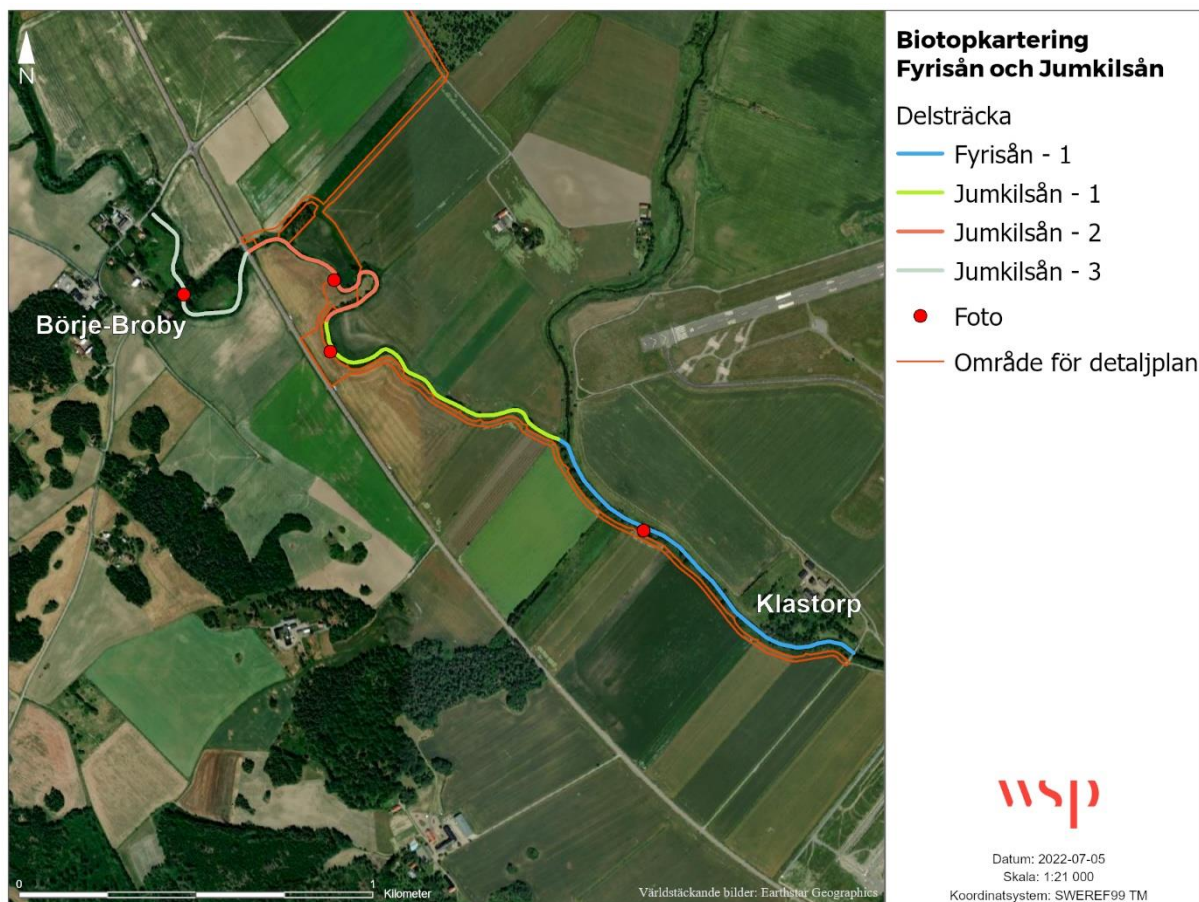 N
Börje-Broby
Klastorp
0
1
Kilometer
Världstäckande bilder: Earthstar Geographics
Biotopkartering
Fyrisån och Jumkilsån
Delsträcka
Fyrisån - 1
Jumkilsån - 1
Jumkilsån - 2
Jumkilsån - 3
Foto
Område för detaljplan
wsp
Datum: 2022-07-05
Skala: 1:21 000
Koordinatsystem: SWEREF99 TM